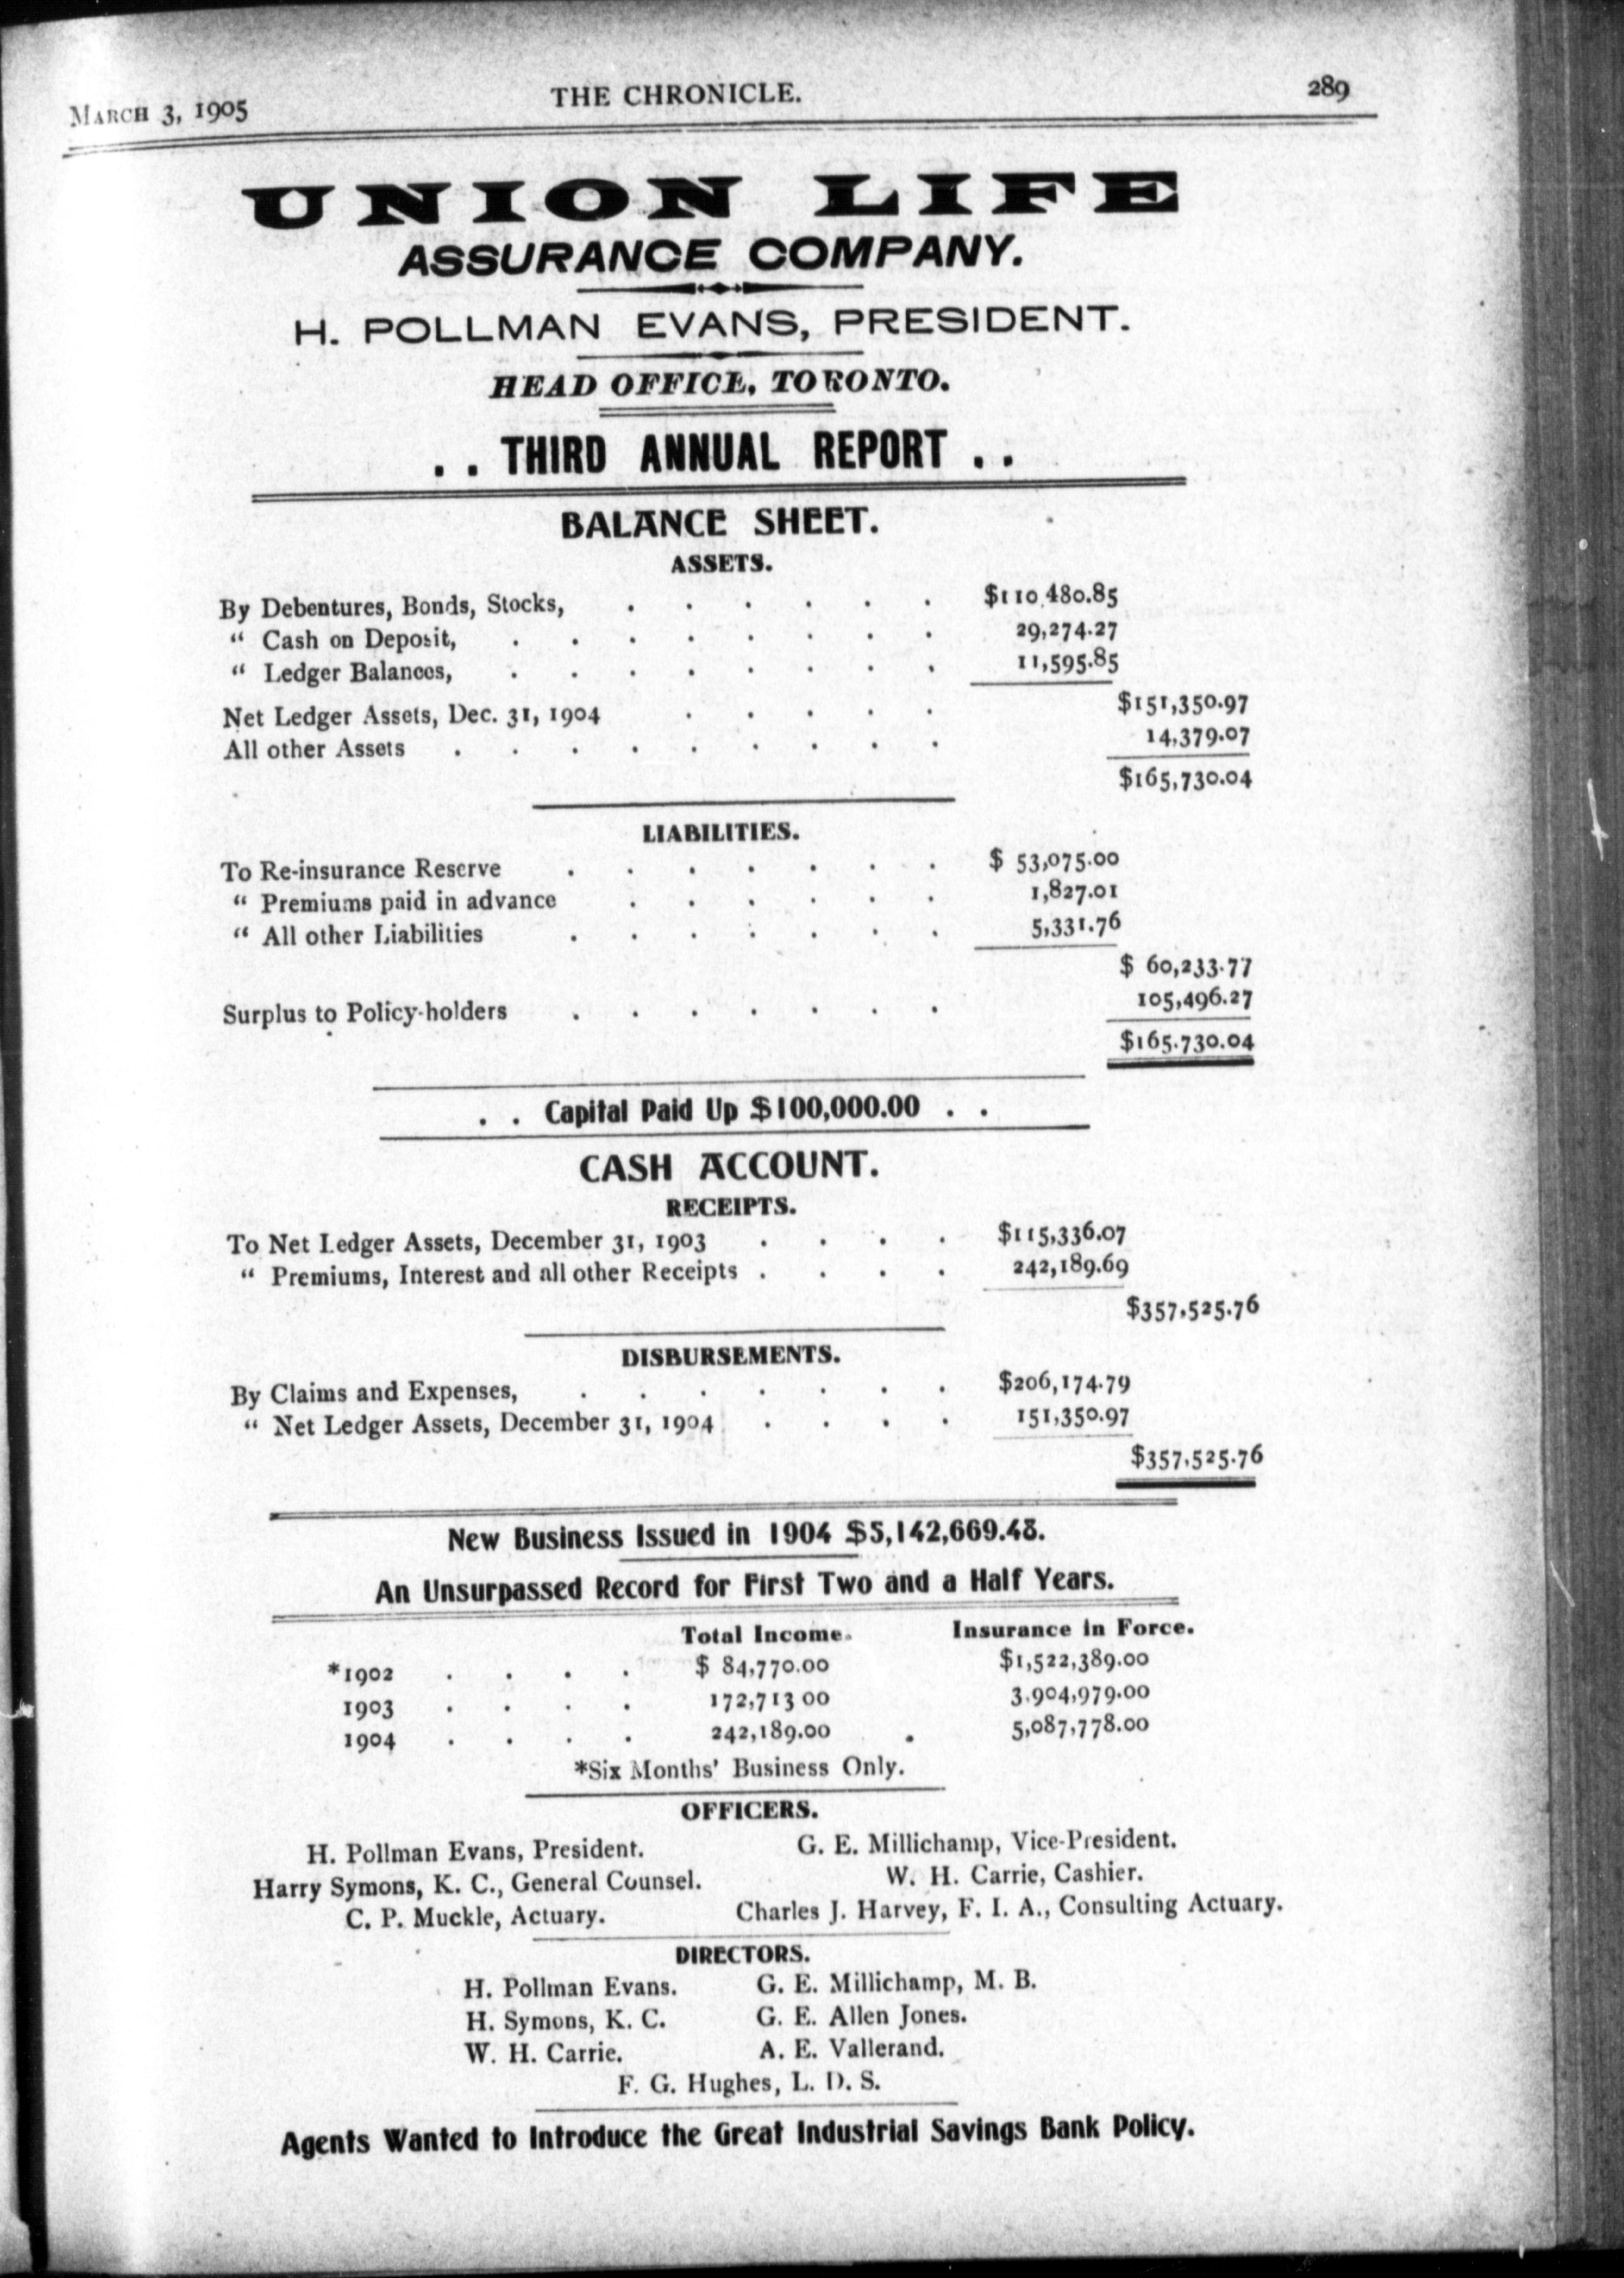 MARCH 3, 1905 THE CHRONICLE. 289
UNION LIFE
ASSURANCE COMPANY.
H. POLLMAN EVANS, PRESIDENT.
HEAD OFFICE, TORONTO.
. . THIRD ANNUAL REPORT . .
BALANCE SHEET.
ASSETS.
By Debentures, Bonds, Stocks, . . . . . . $110,480.85
“ Cash on Deposit, . . . . . . . . 29,274.27
“ Ledger Balances, . . . . . . . . 11,595.85
Net Ledger Assets, Dec. 31, 1904 . . . . . $151,350.97
All other Assets . . . . . . . . . 14,379.07
$165,730.04
LIABILITIES.
To Re-insurance Reserve . . . . . . . $ 53,075.00
“ Premiums paid in advance . . . . . . 1,827.01
“ All other Liabilities . . . . . . . 5,331.76
$ 60,233.77
Surplus to Policy-holders . . . . . . . 105,496.27
$165.730.04
. . Capital Paid Up $100,000.00 . .
CASH ACCOUNT.
RECEIPTS.
To Net Ledger Assets, December 31, 1903 . . . . $115,336.07
“ Premiums, Interest and all other Receipts . . . . 242,189.69
$357,525.76
DISBURSEMENTS.
By Claims and Expenses, . . . . . . . $206,174.79
“ Net Ledger Assets, December 31, 1904 . . . . 151,350.97
$357,525.76
New Business Issued in 1904 $5,142,669.48.
An Unsurpassed Record for First Two and a Half Years.
Total Income. Insurance in Force.
*1902 . . . . $ 84,770.00 $1,522,389.00
1903 . . . . 172,713 00 3,904,979.00
1904 . . . . 242,189.00 5,087,778.00
*Six Months' Business Only.
OFFICERS.
H. Pollman Evans, President. G. E. Millichamp, Vice-President.
Harry Symons, K. C., General Counsel. W. H. Carrie, Cashier.
C. P. Muckle, Actuary. Charles J. Harvey, F. I. A., Consulting Actuary.
DIRECTORS.
H. Pollman Evans. G. E. Millichamp, M. B.
H. Symons, K. C. G. E. Allen Jones.
W. H. Carrie. A. E. Vallerand.
F. G. Hughes, L. D. S.
Agents Wanted to Introduce the Great Industrial Savings Bank Policy.